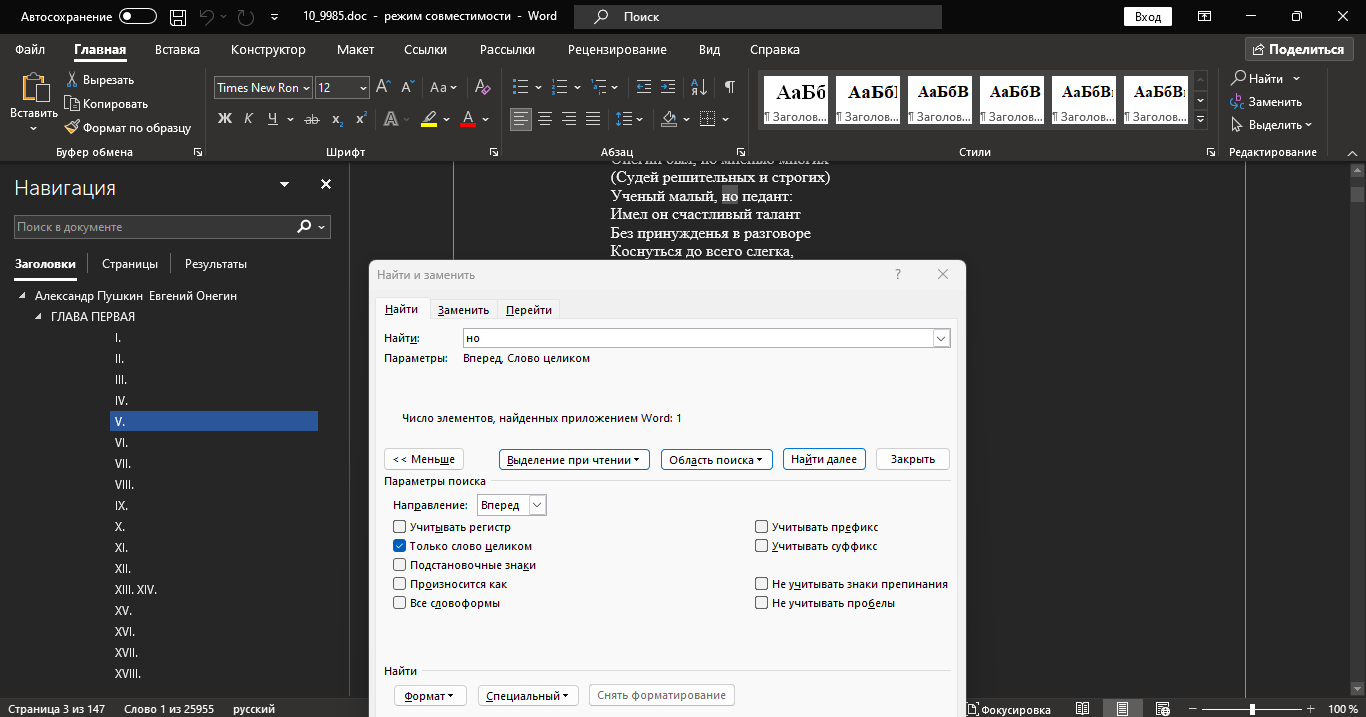 Автосохранение 10_9985.doc - режим совместимости - Word Поиск Вход
Файл Главная Вставка Конструктор Макет Ссылки Рассылки Рецензирование Вид Справка Поделиться
Вставить
Вырезать
Копировать
Формат по образцу
Буфер обмена
Times New Ron 12 Aa
Ж К Ч ab x₂ x² A A
Шрифт
Абзац
АаБб АаБбІ АаБбВ АаБбВ АаБбВ АаБбВ
¶ Заголов... ¶ Заголов... ¶ Заголов... ¶ Заголов... ¶ Заголов... ¶ Заголов...
Стили
Найти
Заменить
Выделить
Редактирование
Навигация
Поиск в документе
Заголовки Страницы Результаты
Александр Пушкин Евгений Онегин
ГЛАВА ПЕРВАЯ
I.
II.
III.
IV.
V.
VI.
VII.
VIII.
IX.
X.
XI.
XII.
XIII. XIV.
XV.
XVI.
XVII.
XVIII.
Онегин был, по мненью многих
(Судей решительных и строгих)
Ученый малый, но педант:
Имел он счастливый талант
Без принужденья в разговоре
Коснуться до всего слегка,
Найти и заменить ?
Найти Заменить Перейти
Найти: но
Параметры: Вперед, Слово целиком
Число элементов, найденных приложением Word: 1
<< Меньше Выделение при чтении Область поиска Найти далее Закрыть
Параметры поиска
Направление: Вперед
Учитывать регистр
Только слово целиком
Подстановочные знаки
Произносится как
Все словоформы
Учитывать префикс
Учитывать суффикс
Не учитывать знаки препинания
Не учитывать пробелы
Найти
Формат Специальный Снять форматирование
Страница 3 из 147 Слово 1 из 25955 русский Фокусировка 100 %